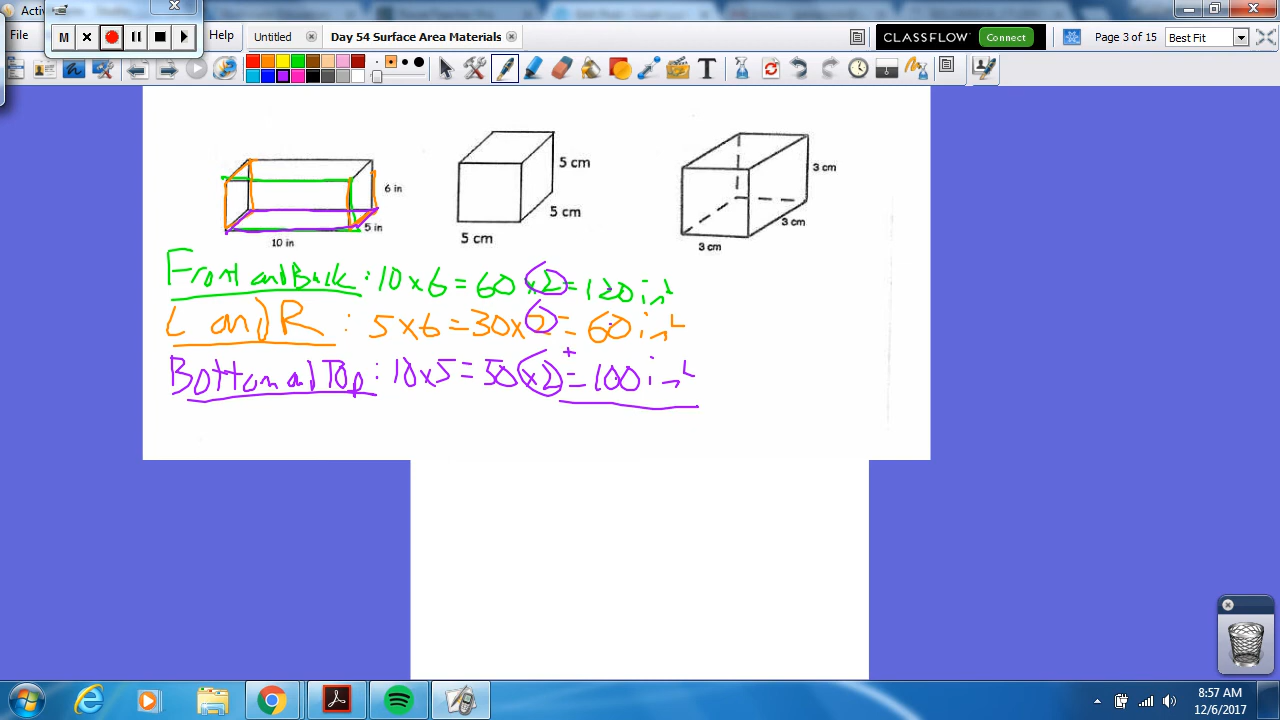 Activ
File
M
Help
Untitled
Day 54 Surface Area Materials
CLASSFLOW
Connect
Page 3 of 15
Best Fit
T
6 in
5 in
10 in
5 cm
5 cm
5 cm
3 cm
3 cm
3 cm
Front and Back : 10 x 6 = 60 x 2 = 120 in²
L and R : 5 x 6 = 30 x 2 = 60 in²
+
Bottom and Top : 10 x 5 = 50 x 2 = 100 in²
8:57 AM
12/6/2017